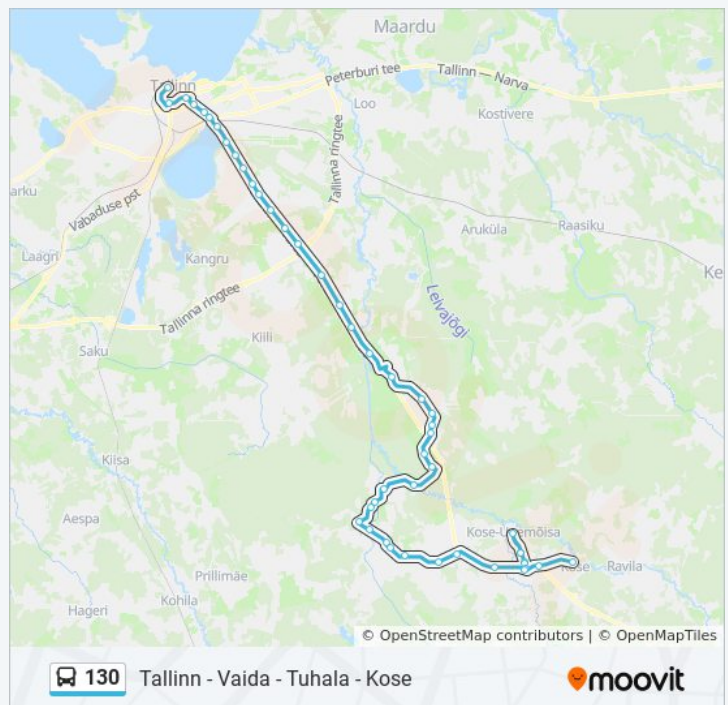 Maardu
Tallinn
Peterburi tee
Tallinn — Narva
Loo
Kostivere
Tallinna ringtee
arku
Vabaduse pst
Laagri
Kangru
Aruküla
Raasiku
Ke
Leivajõgi
Tallinna ringtee
Kiili
Saku
Kiisa
Aespa
Prillimäe
Kohila
Hageri
Kose-Uuemõisa
Kose
Ravila
© OpenStreetMap contributors | © OpenMapTiles
130 Tallinn - Vaida - Tuhala - Kose
moovit